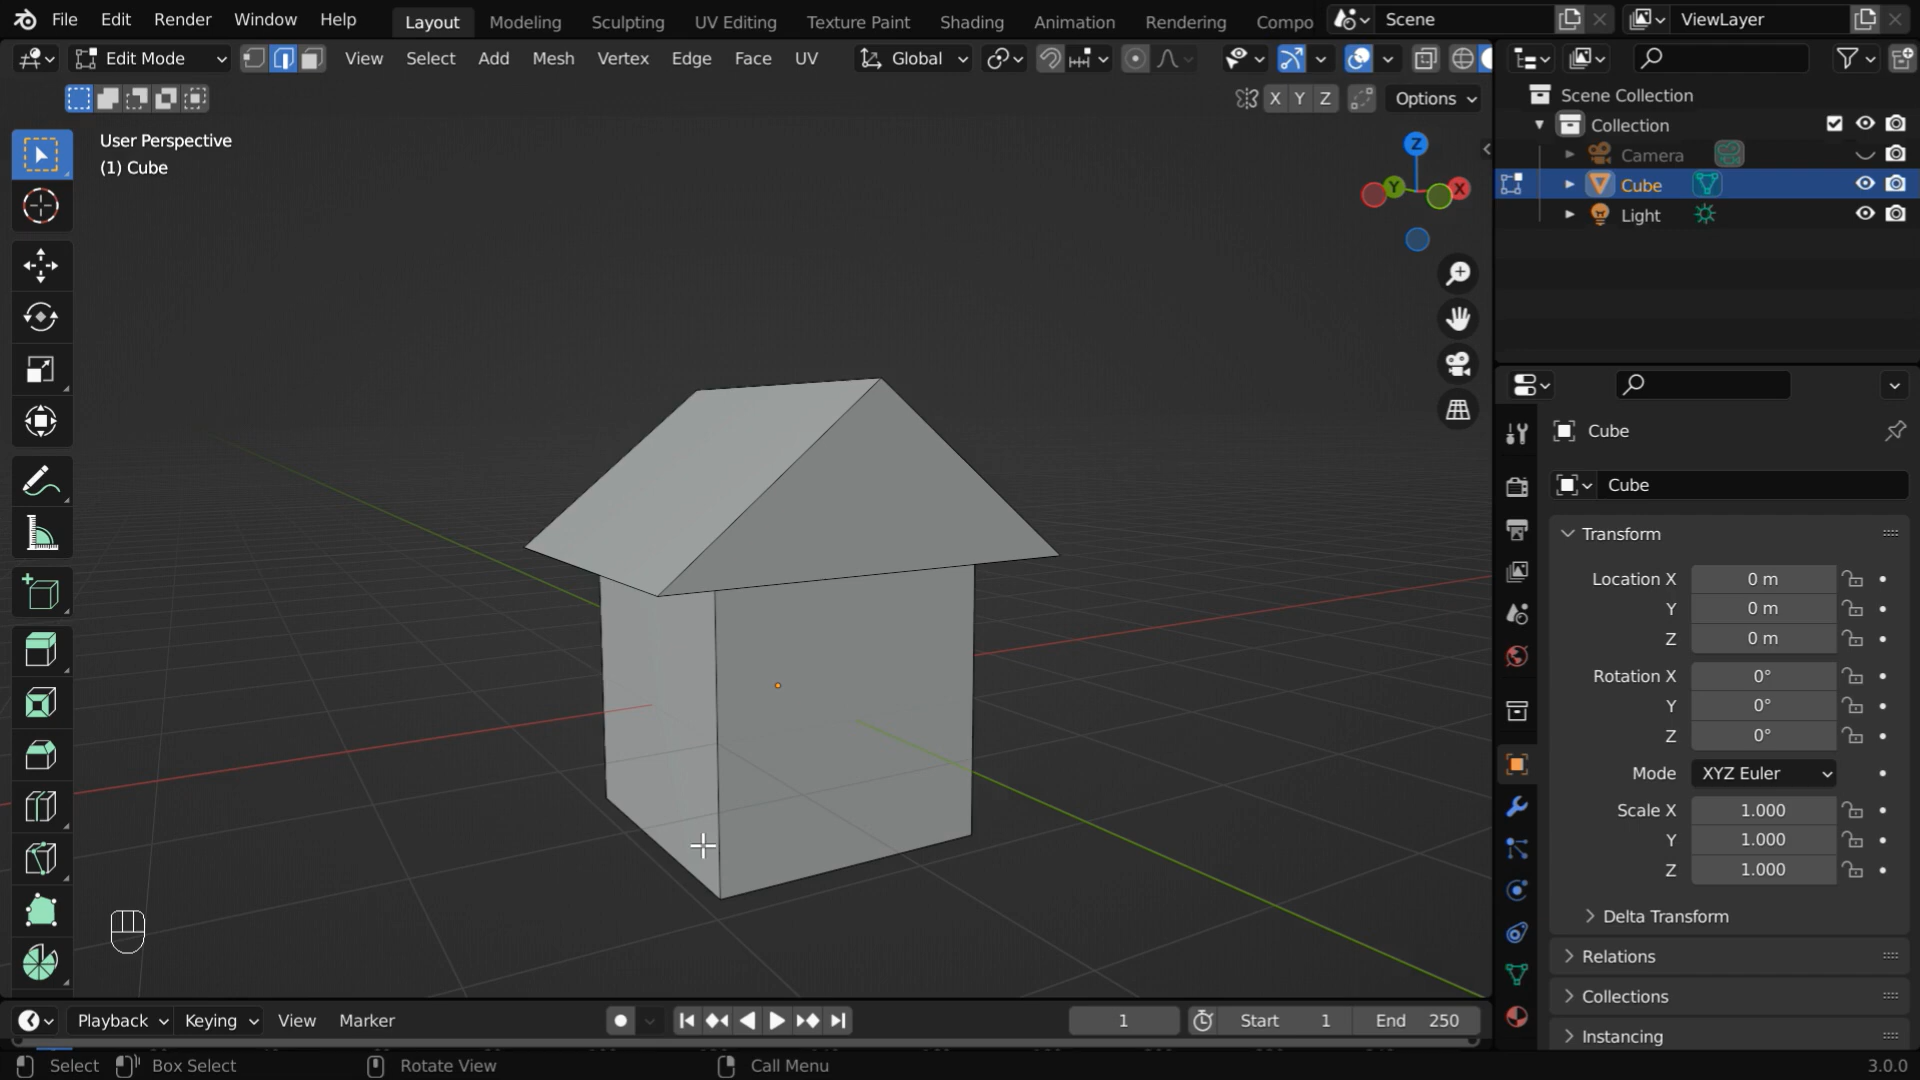 File Edit Render Window Help Layout Modeling Sculpting UV Editing Texture Paint Shading Animation Rendering Compo Scene ViewLayer
Edit Mode View Select Add Mesh Vertex Edge Face UV Global
X Y Z Options
User Perspective
(1) Cube
Z
Y X
Scene Collection
Collection
Camera
Cube
Light
Cube
Cube
Transform
Location X 0 m
Y 0 m
Z 0 m
Rotation X 0°
Y 0°
Z 0°
Mode XYZ Euler
Scale X 1.000
Y 1.000
Z 1.000
Delta Transform
Relations
Collections
Instancing
Playback Keying View Marker 1 Start 1 End 250
Select Box Select Rotate View Call Menu 3.0.0